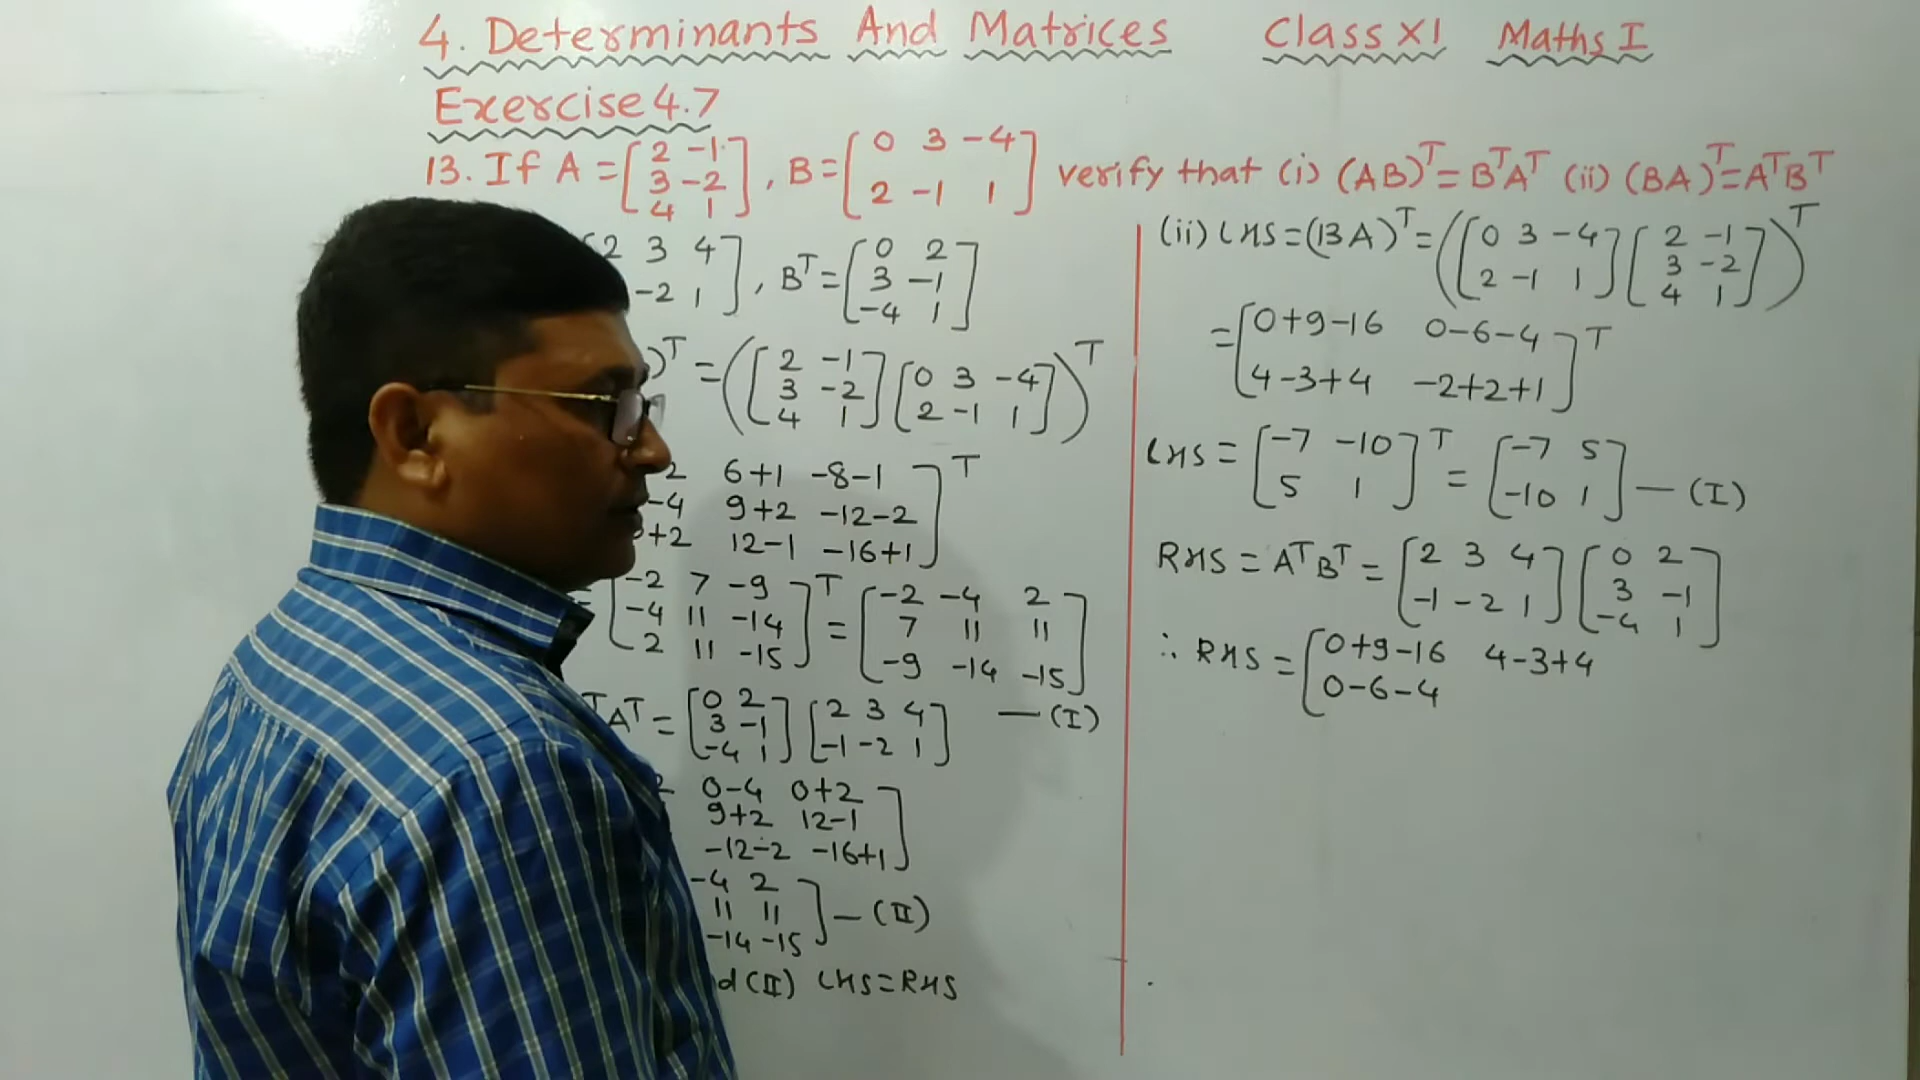 4. Determinants And Matrices Class XI Maths I
Exercise 4.7
13. If A = [2 -1 3 -2 4 1], B = [0 3 -4 2 -1 1] verify that (i) (AB)^T = B^T A^T (ii) (BA)^T = A^T B^T
2 3 4 -2 1], B^T = [0 2 3 -1 -4 1]
)^T = ([2 -1 3 -2 4 1] [0 3 -4 2 -1 1])^T
2 6+1 -8-1
-4 9+2 -12-2
+2 12-1 -16+1]^T
= [-2 7 -9 -4 11 -14 2 11 -15]^T = [-2 -4 2 7 11 11 -9 -14 -15]
^T A^T = [0 2 3 -1 -4 1] [2 3 4 -1 -2 1] — (I)
0-4 0+2
9+2 12-1
-12-2 -16+1]
-4 2
11 11
-14 -15] — (II)
d (II) LHS = RHS
(ii) LHS = (BA)^T = ([0 3 -4 2 -1 1] [2 -1 3 -2 4 1])^T
= [0+9-16 0-6-4
4-3+4 -2+2+1]^T
LHS = [-7 -10 5 1]^T = [-7 5 -10 1] — (I)
RHS = A^T B^T = [2 3 4 -1 -2 1] [0 2 3 -1 -4 1]
∴ RHS = [0+9-16 4-3+4
0-6-4